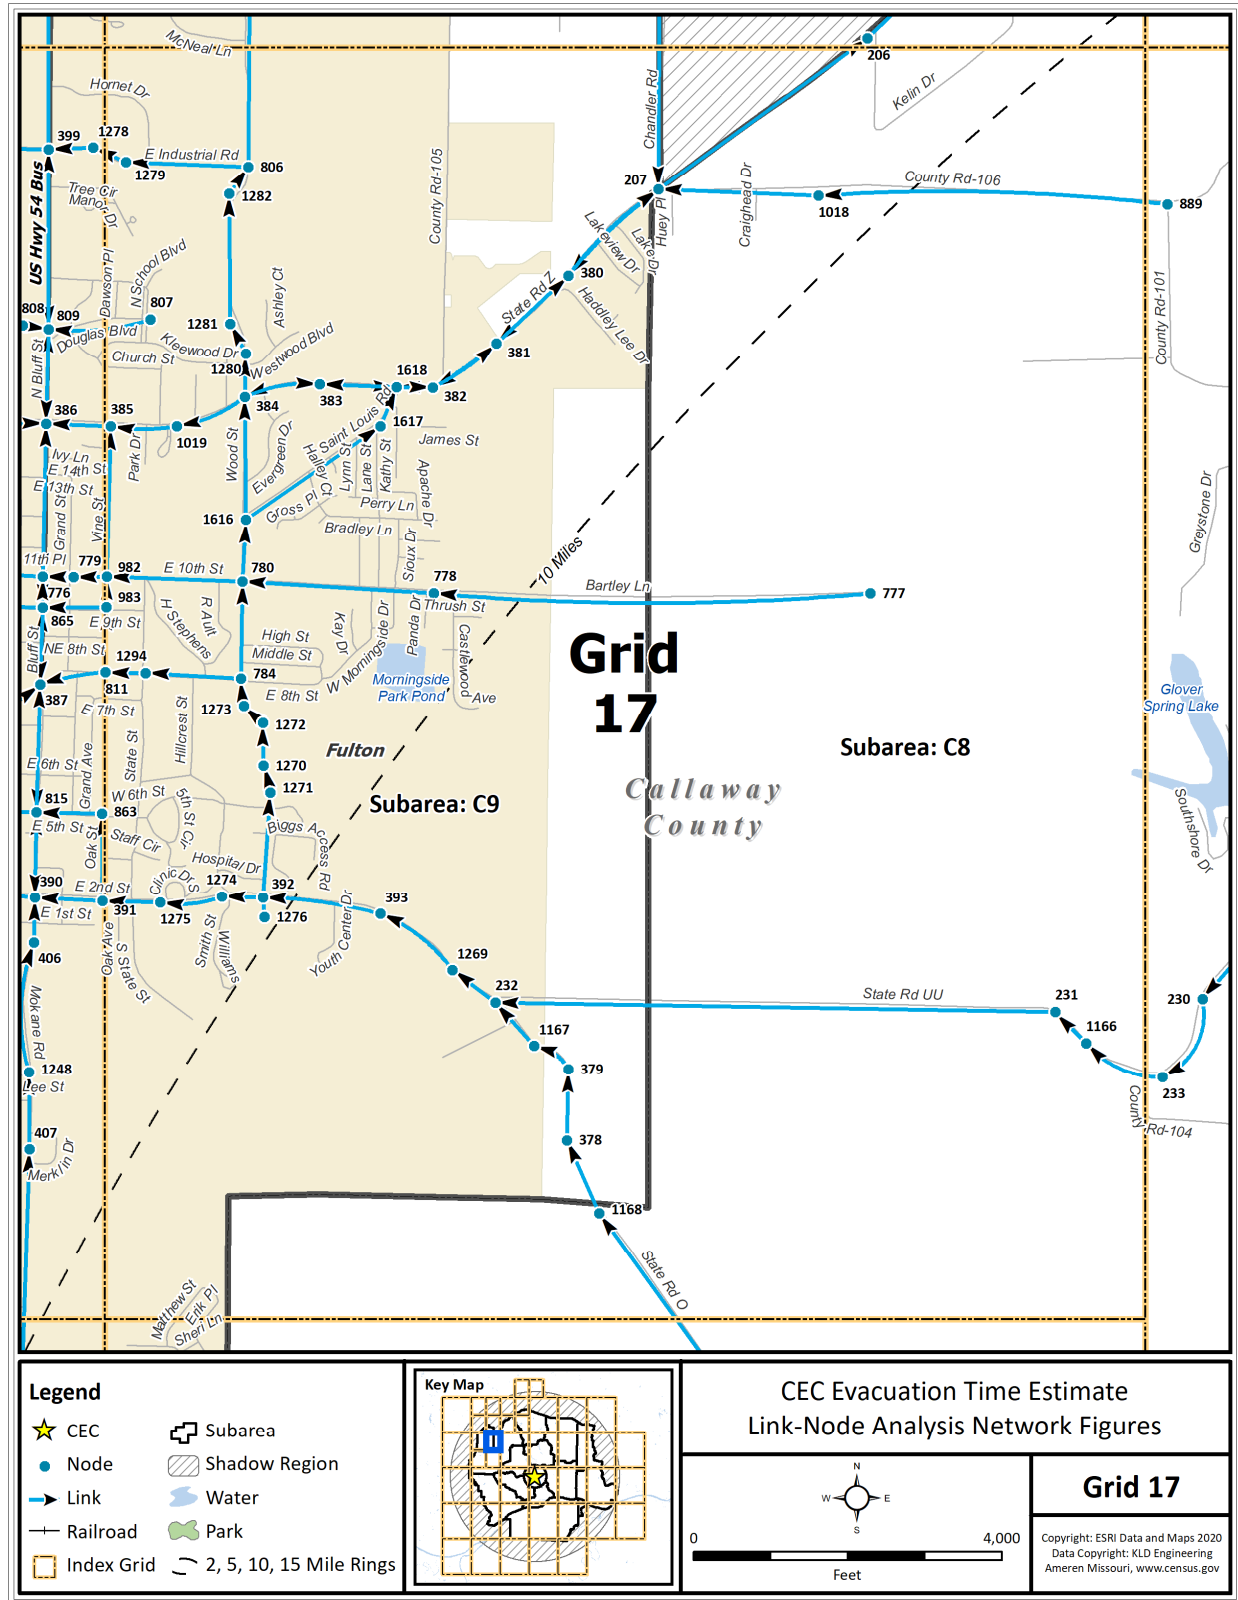 McNeal Ln
206
Hornet Dr
Kelin Dr
Chandler Rd
399
1278
E Industrial Rd
1279
806
US Hwy 54 Bus
Tree Cir
Manor Dr
1282
County Rd-105
207
County Rd-106
1018
889
Craighead Dr
Huey Pl
Lakeview Dr
Lake Dr
N School Blvd
Dawson Pl
380
Ashley Ct
State Rd Z
Haddley Lee Dr
County Rd-101
808
809
807
Douglas Blvd
1281
Kleewood Dr
Westwood Blvd
381
Church St
1280
N Bluff St
1618
383
382
384
386
385
1019
Saint Louis Rd
1617
James St
Park Dr
Wood St
Evergreen Dr
Halley Ct
Lynn St
Lane St
Kathy St
Apache Dr
Ivy Ln
E 14th St
E 13th St
Grand St
Vine St
Gross Pl
Perry Ln
1616
Bradley Ln
Sioux Dr
Greystone Dr
10 Miles
11th Pl
779
982
E 10th St
780
778
Bartley Ln
777
776
983
Thrush St
865
E 9th St
H Stephens
R Ault
High St
Middle St
Kay Dr
W Morningside Dr
Panda Dr
Castlewood
Ave
Bluff St
NE 8th St
1294
811
784
E 8th St
387
Morningside
Park Pond
Grid
17
Glover
Spring Lake
E 7th St
1273
1272
Hillcrest St
State St
Grand Ave
Fulton
Subarea: C8
E 6th St
1270
1271
Subarea: C9
Callaway
County
815
W 6th St
863
5th St Cir
E 5th St
Oak St
Staff Cir
Biggs Access Rd
Southshore Dr
Hospital Dr
Clinic Dr S
390
E 2nd St
1274
392
393
E 1st St
391
1275
1276
Youth Center Dr
Oak Ave
S State St
Smith St
Williams
406
1269
232
State Rd UU
231
230
Mokane Rd
1167
1166
1248
Lee St
379
233
County Rd-104
407
378
Merklin Dr
1168
State Rd O
Matthew St
Erik Pl
Sheri Ln
Legend
CEC
Node
Link
Railroad
Index Grid
Subarea
Shadow Region
Water
Park
2, 5, 10, 15 Mile Rings
Key Map
CEC Evacuation Time Estimate
Link-Node Analysis Network Figures
N
W
E
S
0
4,000
Feet
Grid 17
Copyright: ESRI Data and Maps 2020
Data Copyright: KLD Engineering
Ameren Missouri, www.census.gov